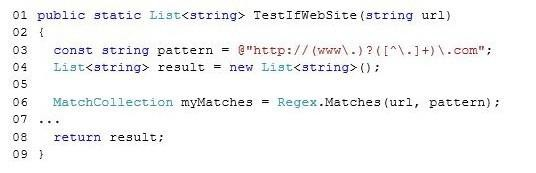 01 public static List<string> TestIfWebSite(string url)
02 {
03   const string pattern = @"http://(www\.)?([^\.]+)\.com";
04   List<string> result = new List<string>();
05
06   MatchCollection myMatches = Regex.Matches(url, pattern);
07 ...
08   return result;
09 }